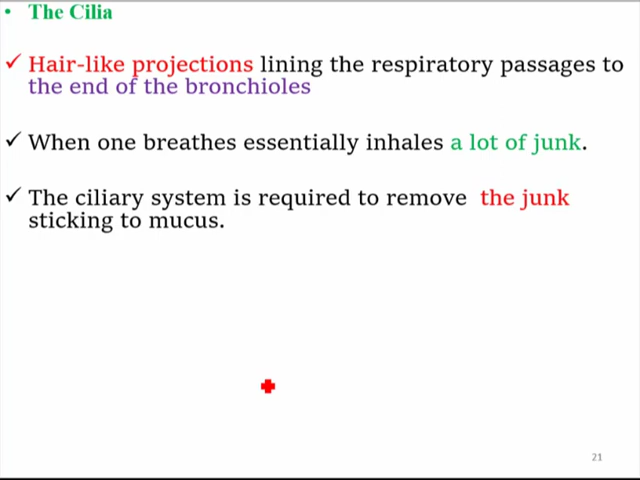 • The Cilia
✓ Hair-like projections lining the respiratory passages to
the end of the bronchioles
✓ When one breathes essentially inhales a lot of junk.
✓ The ciliary system is required to remove the junk
sticking to mucus.
21